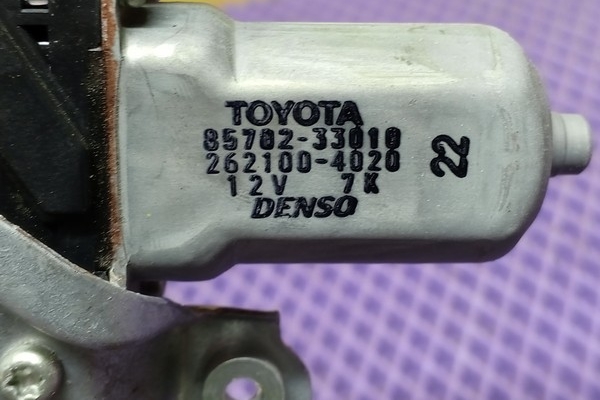 TOYOTA
85702-33010
262100-4020
12V 7K
DENSO
22